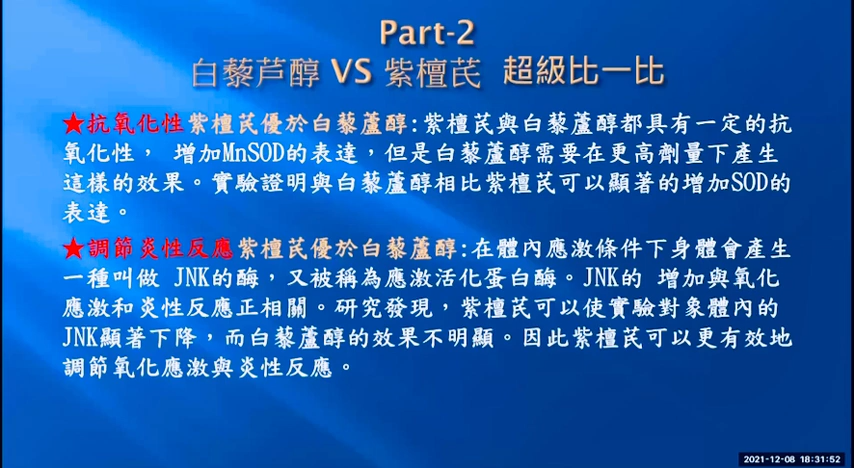 Part-2
白藜芦醇 VS 紫檀芪 超級比一比
★抗氧化性紫檀芪優於白藜蘆醇:紫檀芪與白藜蘆醇都具有一定的抗
氧化性， 增加MnSOD的表達，但是白藜蘆醇需要在更高劑量下產生
這樣的效果。實驗證明與白藜蘆醇相比紫檀芪可以顯著的增加SOD的
表達。
★調節炎性反應紫檀芪優於白藜蘆醇:在體內應激條件下身體會產生
一種叫做 JNK的酶，又被稱為應激活化蛋白酶。JNK的 增加與氧化
應激和炎性反應正相關。研究發現，紫檀芪可以使實驗對象體內的
JNK顯著下降，而白藜蘆醇的效果不明顯。因此紫檀芪可以更有效地
調節氧化應激與炎性反應。
2021-12-08 18:31:52